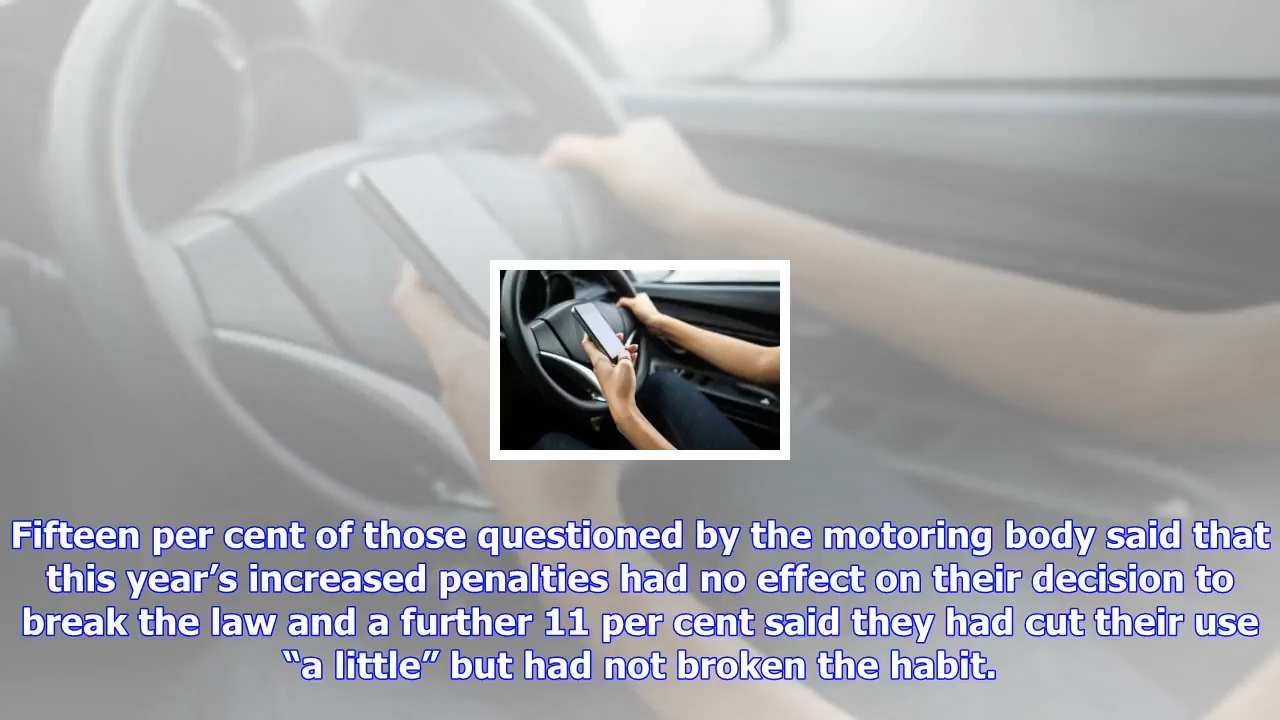 Fifteen per cent of those questioned by the motoring body said that
this year’s increased penalties had no effect on their decision to
break the law and a further 11 per cent said they had cut their use
“a little” but had not broken the habit.